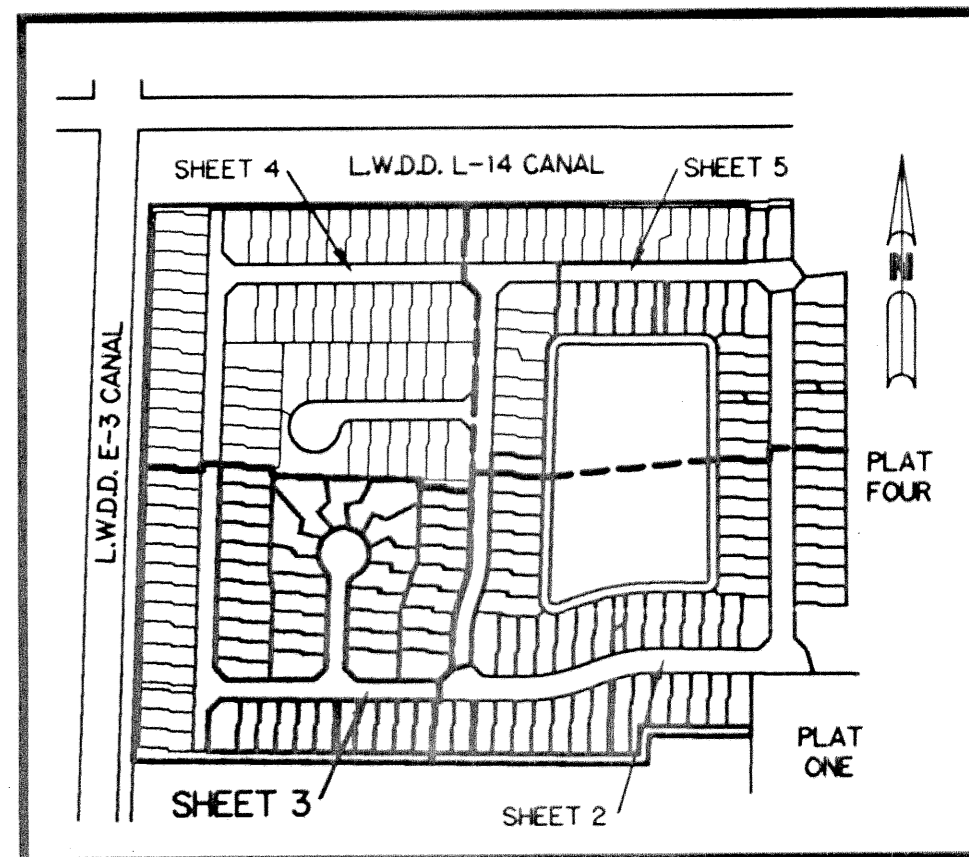 SHEET 4
L.W.D.D. L-14 CANAL
SHEET 5
N
L.W.D.D. E-3 CANAL
PLAT
FOUR
PLAT
ONE
SHEET 3
SHEET 2